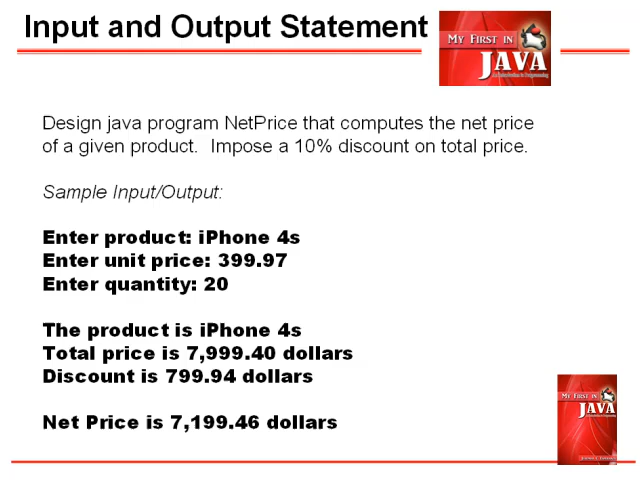 Input and Output Statement
MY FIRST IN
JAVA
Design java program NetPrice that computes the net price
of a given product.  Impose a 10% discount on total price.
Sample Input/Output:
Enter product: iPhone 4s
Enter unit price: 399.97
Enter quantity: 20
The product is iPhone 4s
Total price is 7,999.40 dollars
Discount is 799.94 dollars
Net Price is 7,199.46 dollars
MY FIRST IN
JAVA